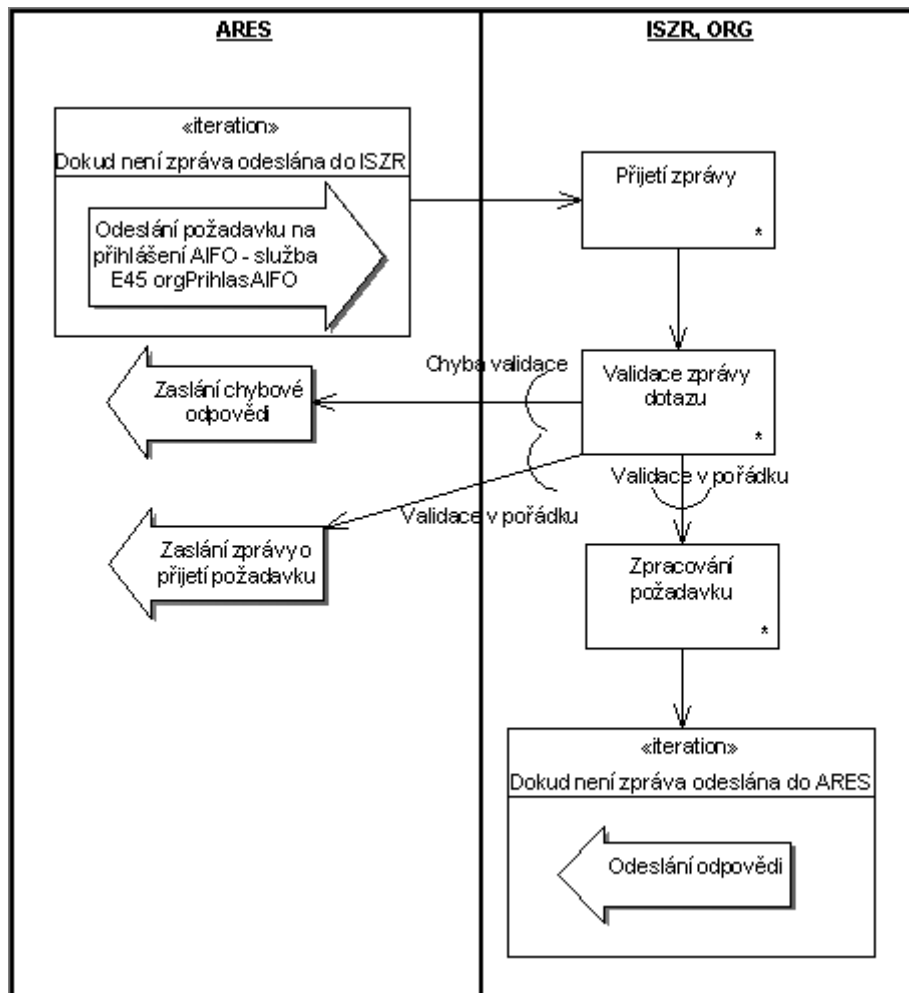 ARES
ISZR, ORG
«iteration»
Dokud není zpráva odeslána do ISZR
Odeslání požadavku na
přihlášení AIFO - služba
E45 orgPrihlasAIFO
Přijetí zprávy
*
Chyba validace
Validace zprávy
dotazu
*
Zaslání chybové
odpovědi
Validace v pořádku
Validace v pořádku
Zaslání zprávy o
přijetí požadavku
Zpracování
požadavku
*
«iteration»
Dokud není zpráva odeslána do ARES
Odeslání odpovědi